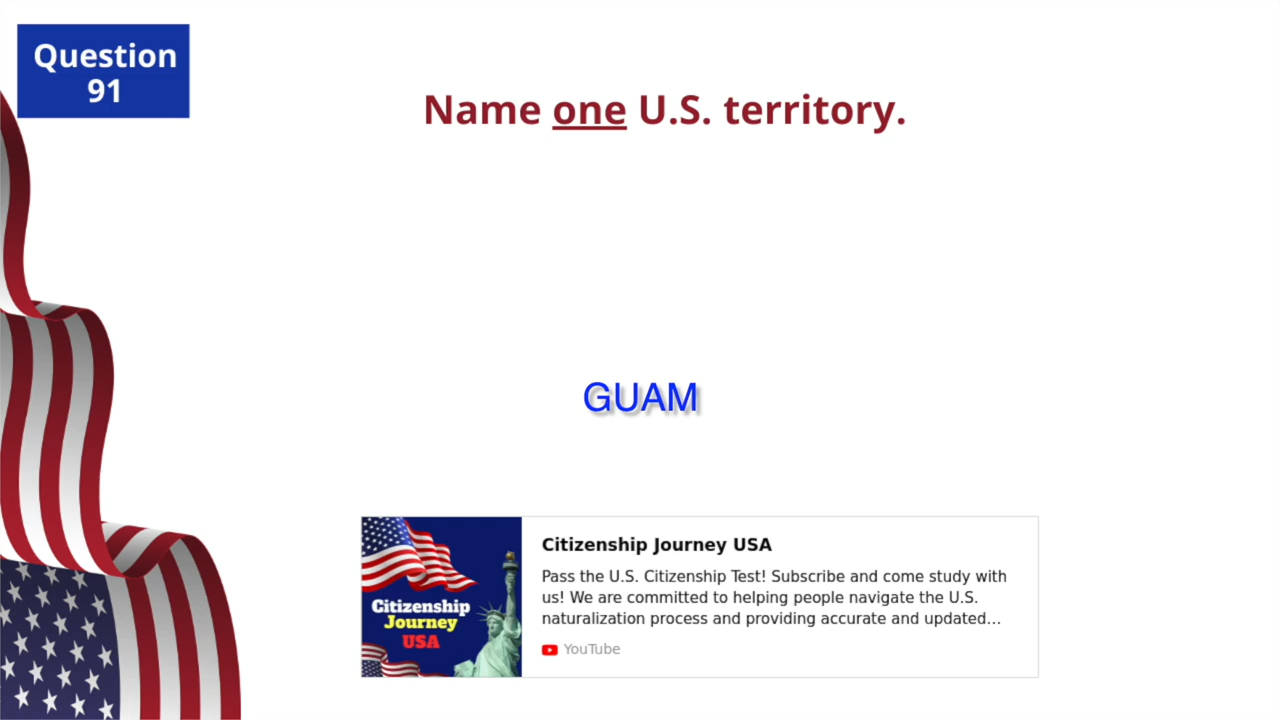 Question
91
Name one U.S. territory.
GUAM
Citizenship Journey USA
Pass the U.S. Citizenship Test! Subscribe and come study with
us! We are committed to helping people navigate the U.S.
naturalization process and providing accurate and updated...
YouTube
Citizenship
Journey
USA